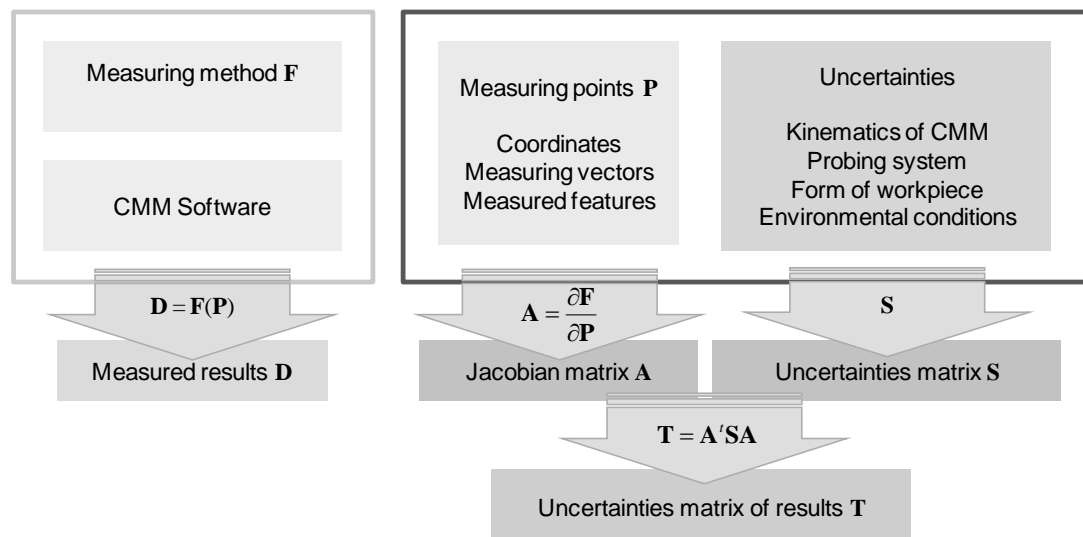 Measuring method F
CMM Software
D = F(P)
Measured results D
Measuring points P
Coordinates
Measuring vectors
Measured features
Uncertainties
Kinematics of CMM
Probing system
Form of workpiece
Environmental conditions
A = ∂F/∂P
S
Jacobian matrix A
Uncertainties matrix S
T = AᵗSA
Uncertainties matrix of results T